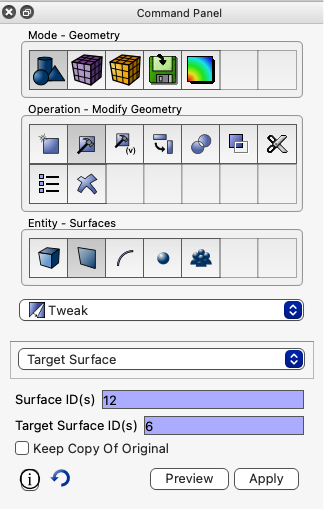 Command Panel
Mode - Geometry
Operation - Modify Geometry
(v)
Entity - Surfaces
Tweak
Target Surface
Surface ID(s) 12
Target Surface ID(s) 6
Keep Copy Of Original
i Preview Apply